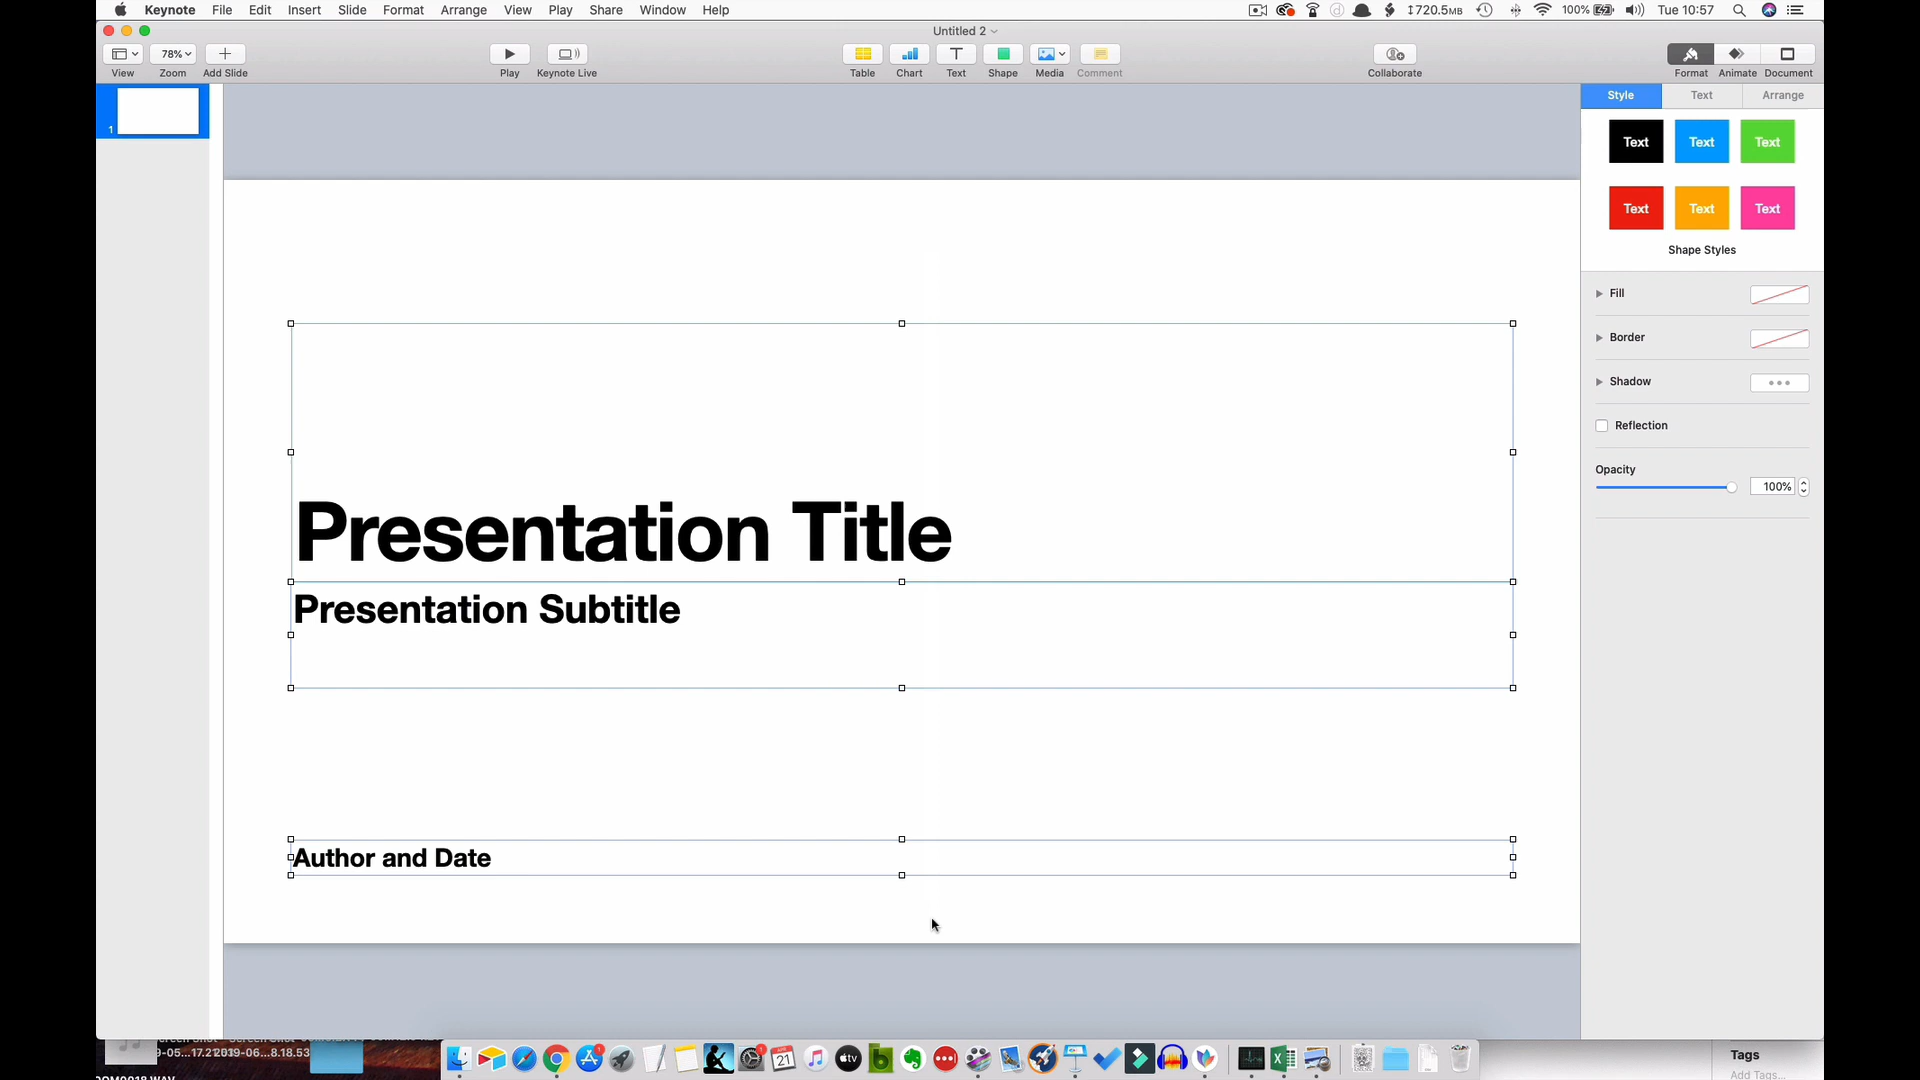 Keynote File Edit Insert Slide Format Arrange View Play Share Window Help 720.5MB 100% Tue 10:57
Untitled 2
78%
View Zoom Add Slide Play Keynote Live Table Chart Text Shape Media Comment Collaborate Format Animate Document
Style Text Arrange
1
Text Text Text
Text Text Text
Shape Styles
Fill
Border
Shadow
Reflection
Opacity
100%
Presentation Title
Presentation Subtitle
Author and Date
Tags
Add Tags...